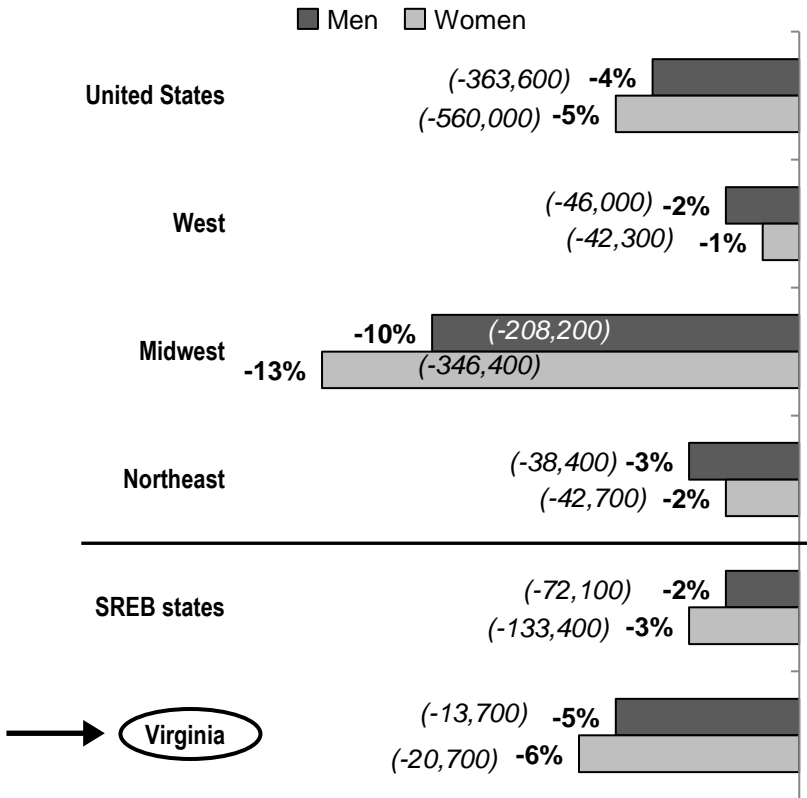 Men Women
(-363,600) -4%
United States
(-560,000) -5%
(-46,000) -2%
West
(-42,300) -1%
-10% (-208,200)
Midwest
-13% (-346,400)
(-38,400) -3%
Northeast
(-42,700) -2%
(-72,100) -2%
SREB states
(-133,400) -3%
(-13,700) -5%
Virginia
(-20,700) -6%